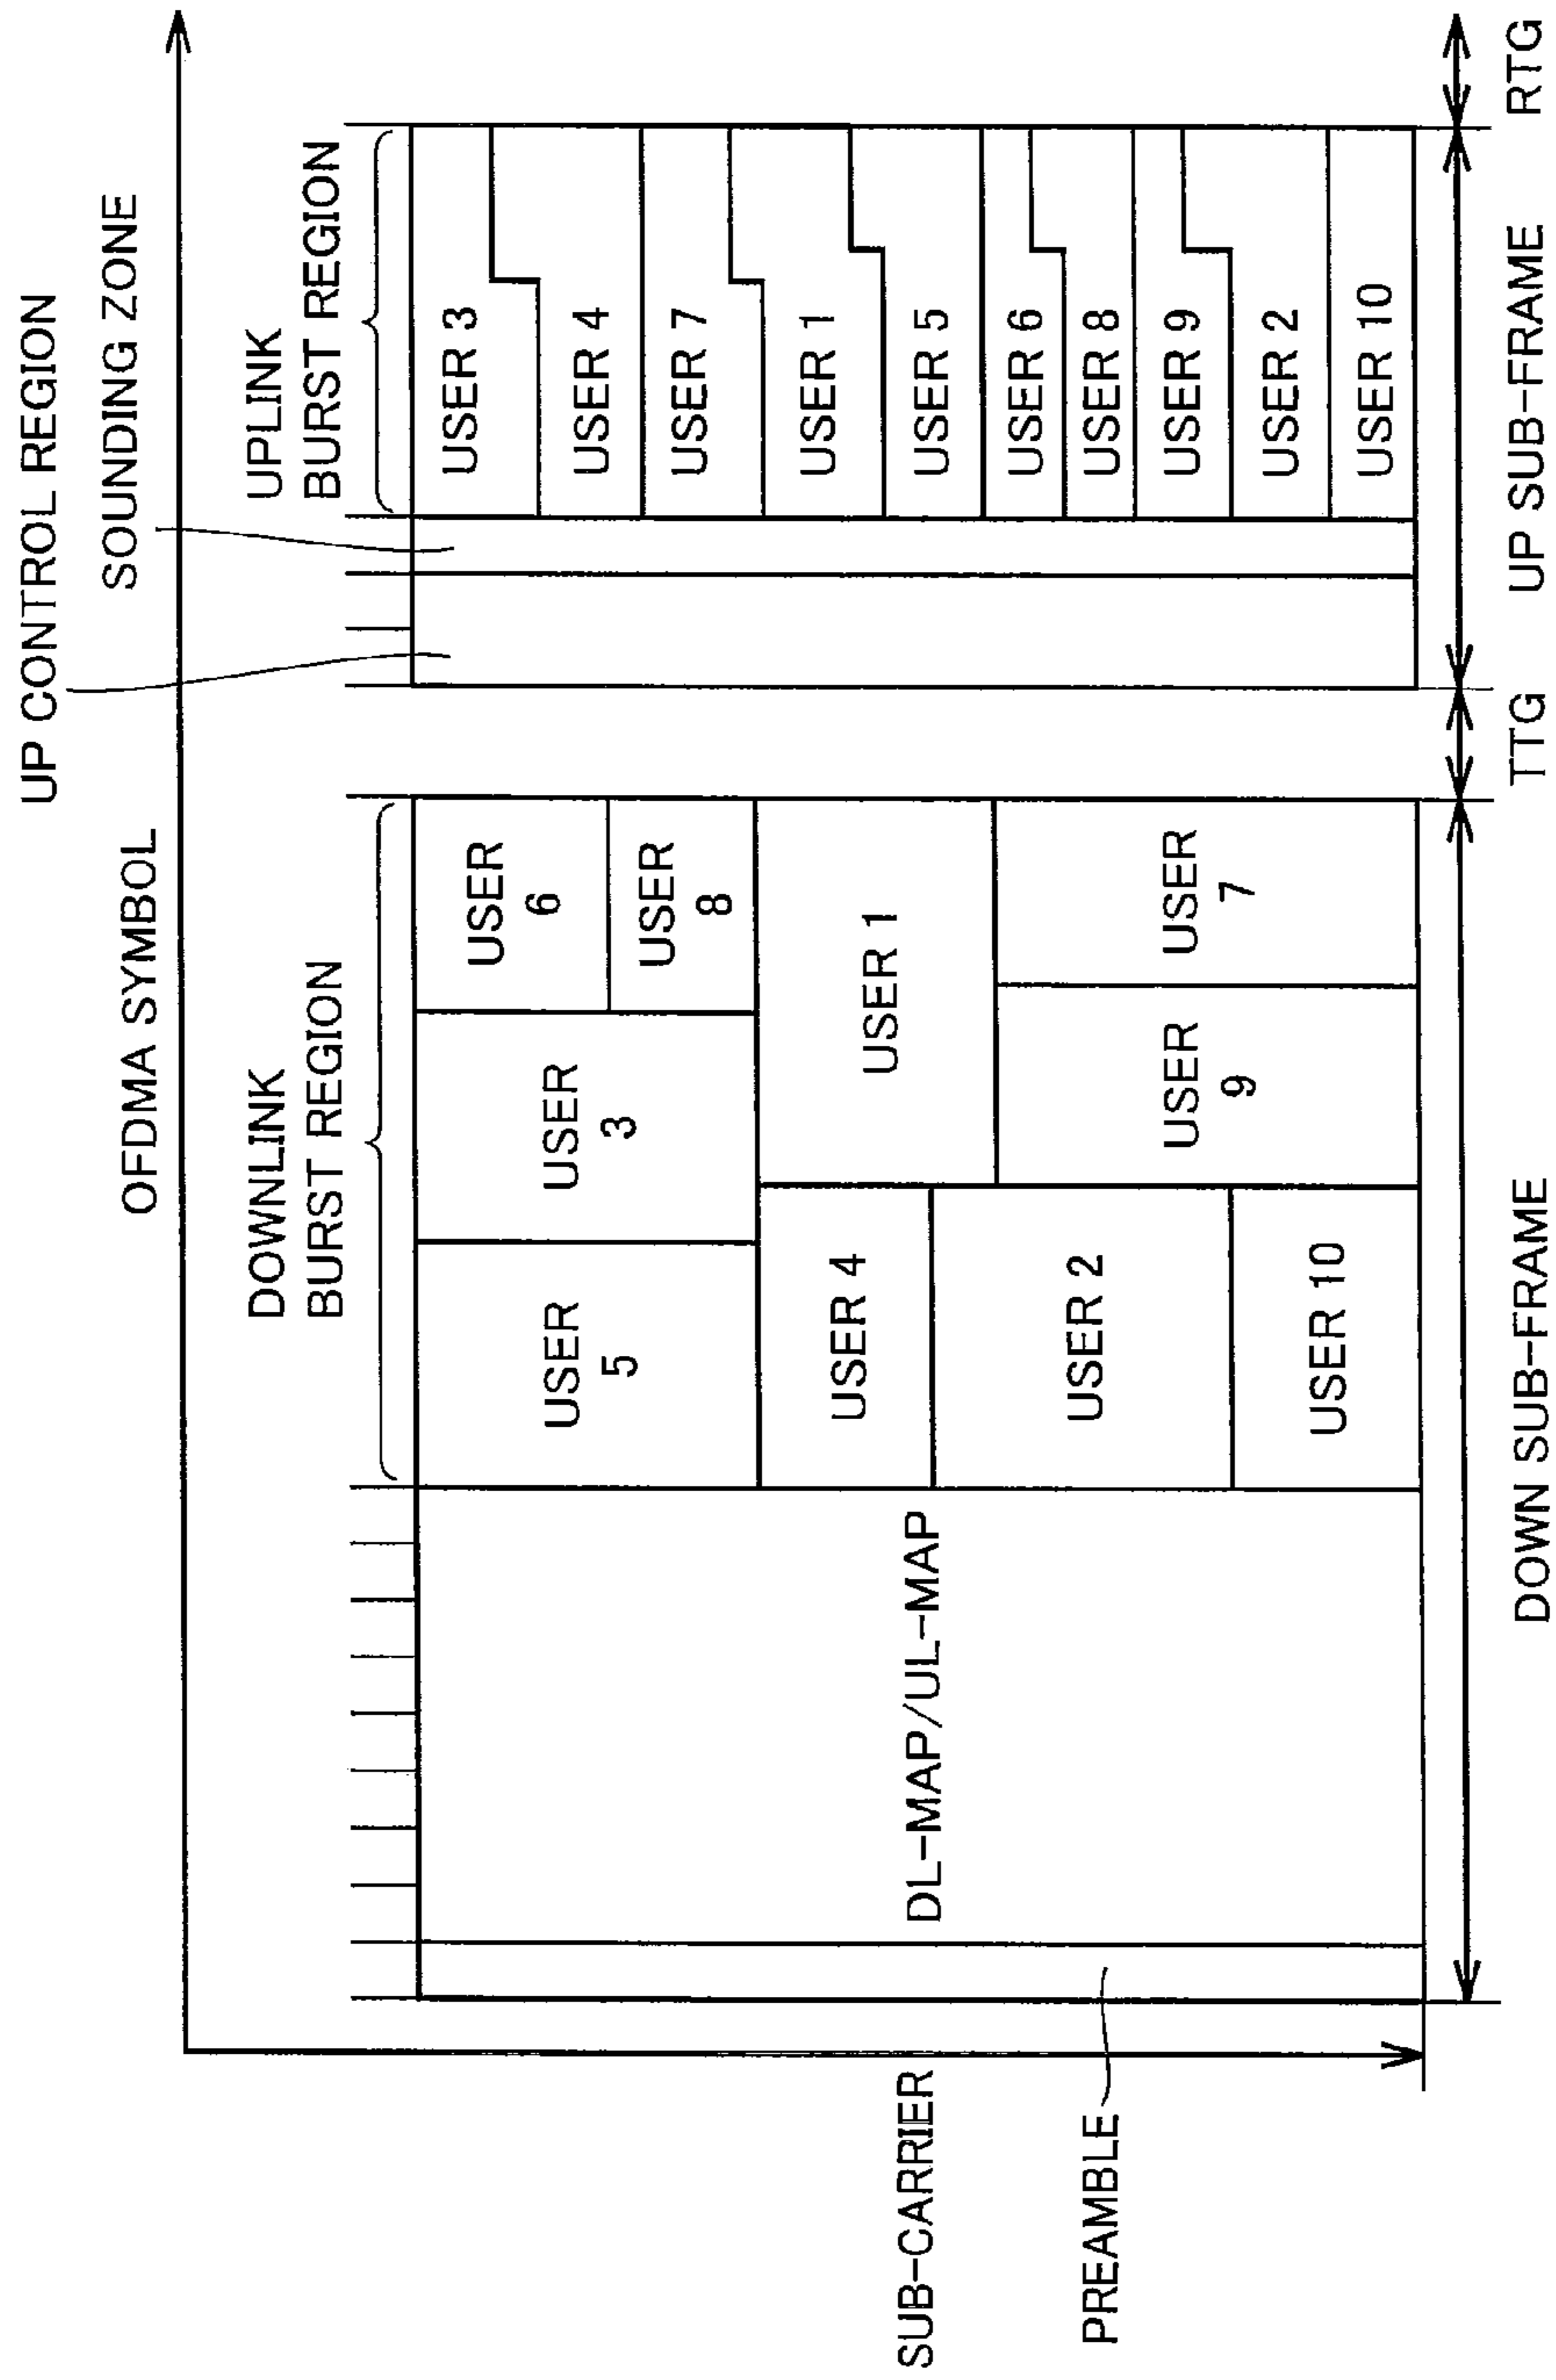 UP CONTROL REGION
SOUNDING ZONE
OFDMA SYMBOL
DOWNLINK
BURST REGION
UPLINK
BURST REGION
SUB-CARRIER
PREAMBLE
DL-MAP/UL-MAP
USER
5
USER
3
USER
6
USER
8
USER 4
USER 1
USER 2
USER
9
USER
7
USER 10
USER 3
USER 4
USER 7
USER 1
USER 5
USER 6
USER 8
USER 9
USER 2
USER 10
DOWN SUB-FRAME
TTG
UP SUB-FRAME
RTG